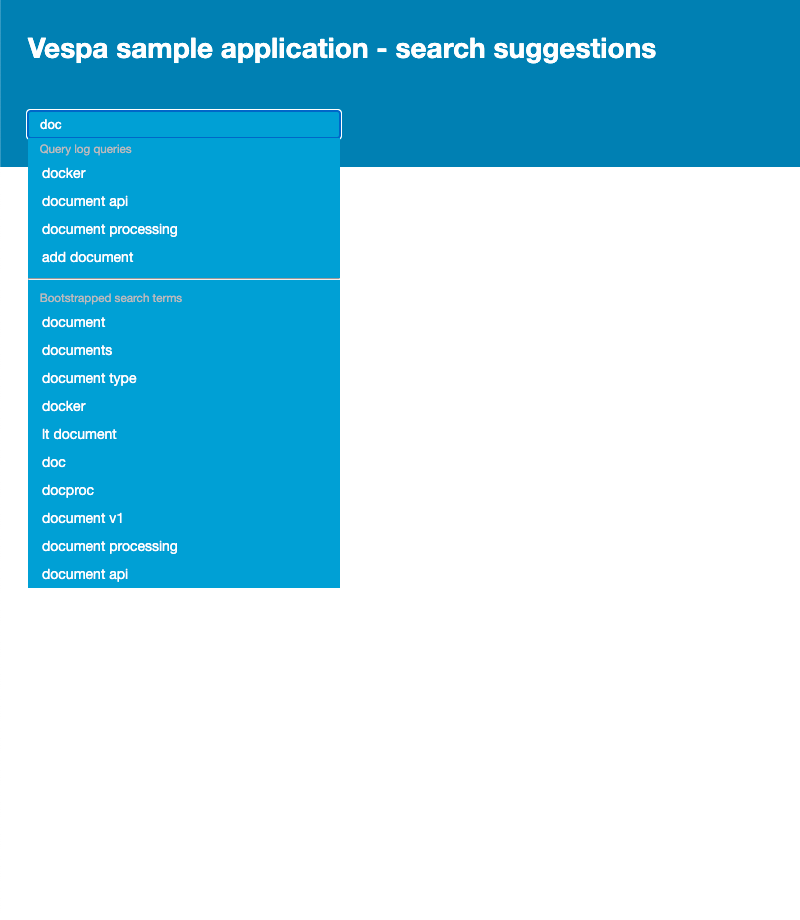 Vespa sample application - search suggestions
doc
Query log queries
docker
document api
document processing
add document
Bootstrapped search terms
document
documents
document type
docker
lt document
doc
docproc
document v1
document processing
document api